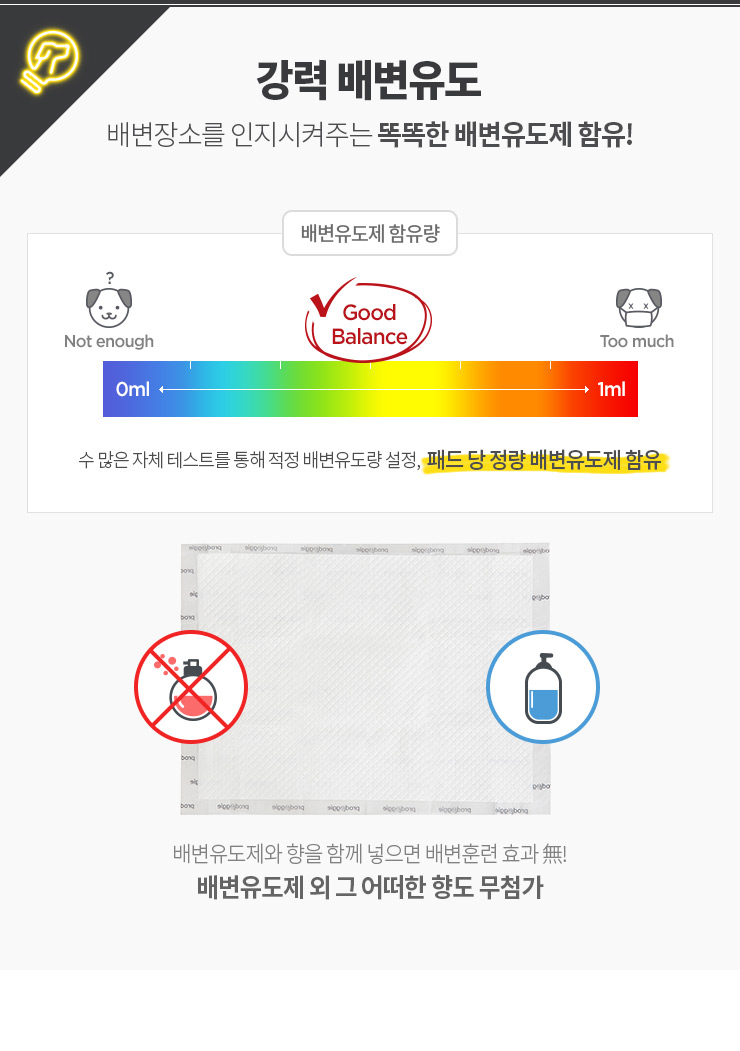 강력 배변유도
배변장소를 인지시켜주는 똑똑한 배변유도제 함유!
배변유도제 함유량
?
Not enough
Good
Balance
Too much
0ml
1ml
수 많은 자체 테스트를 통해 적정 배변유도량 설정, 패드 당 정량 배변유도제 함유
배변유도제와 향을 함께 넣으면 배변훈련 효과 無!
배변유도제 외 그 어떠한 향도 무첨가